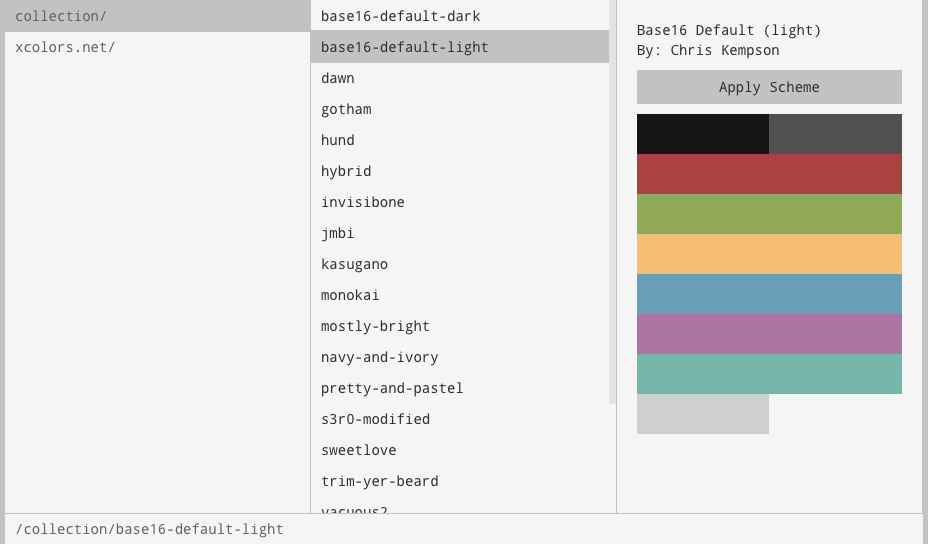 collection/
xcolors.net/
base16-default-dark
base16-default-light
dawn
gotham
hund
hybrid
invisibone
jmbi
kasugano
monokai
mostly-bright
navy-and-ivory
pretty-and-pastel
s3r0-modified
sweetlove
trim-yer-beard
vacuous2
Base16 Default (light)
By: Chris Kempson
Apply Scheme
/collection/base16-default-light